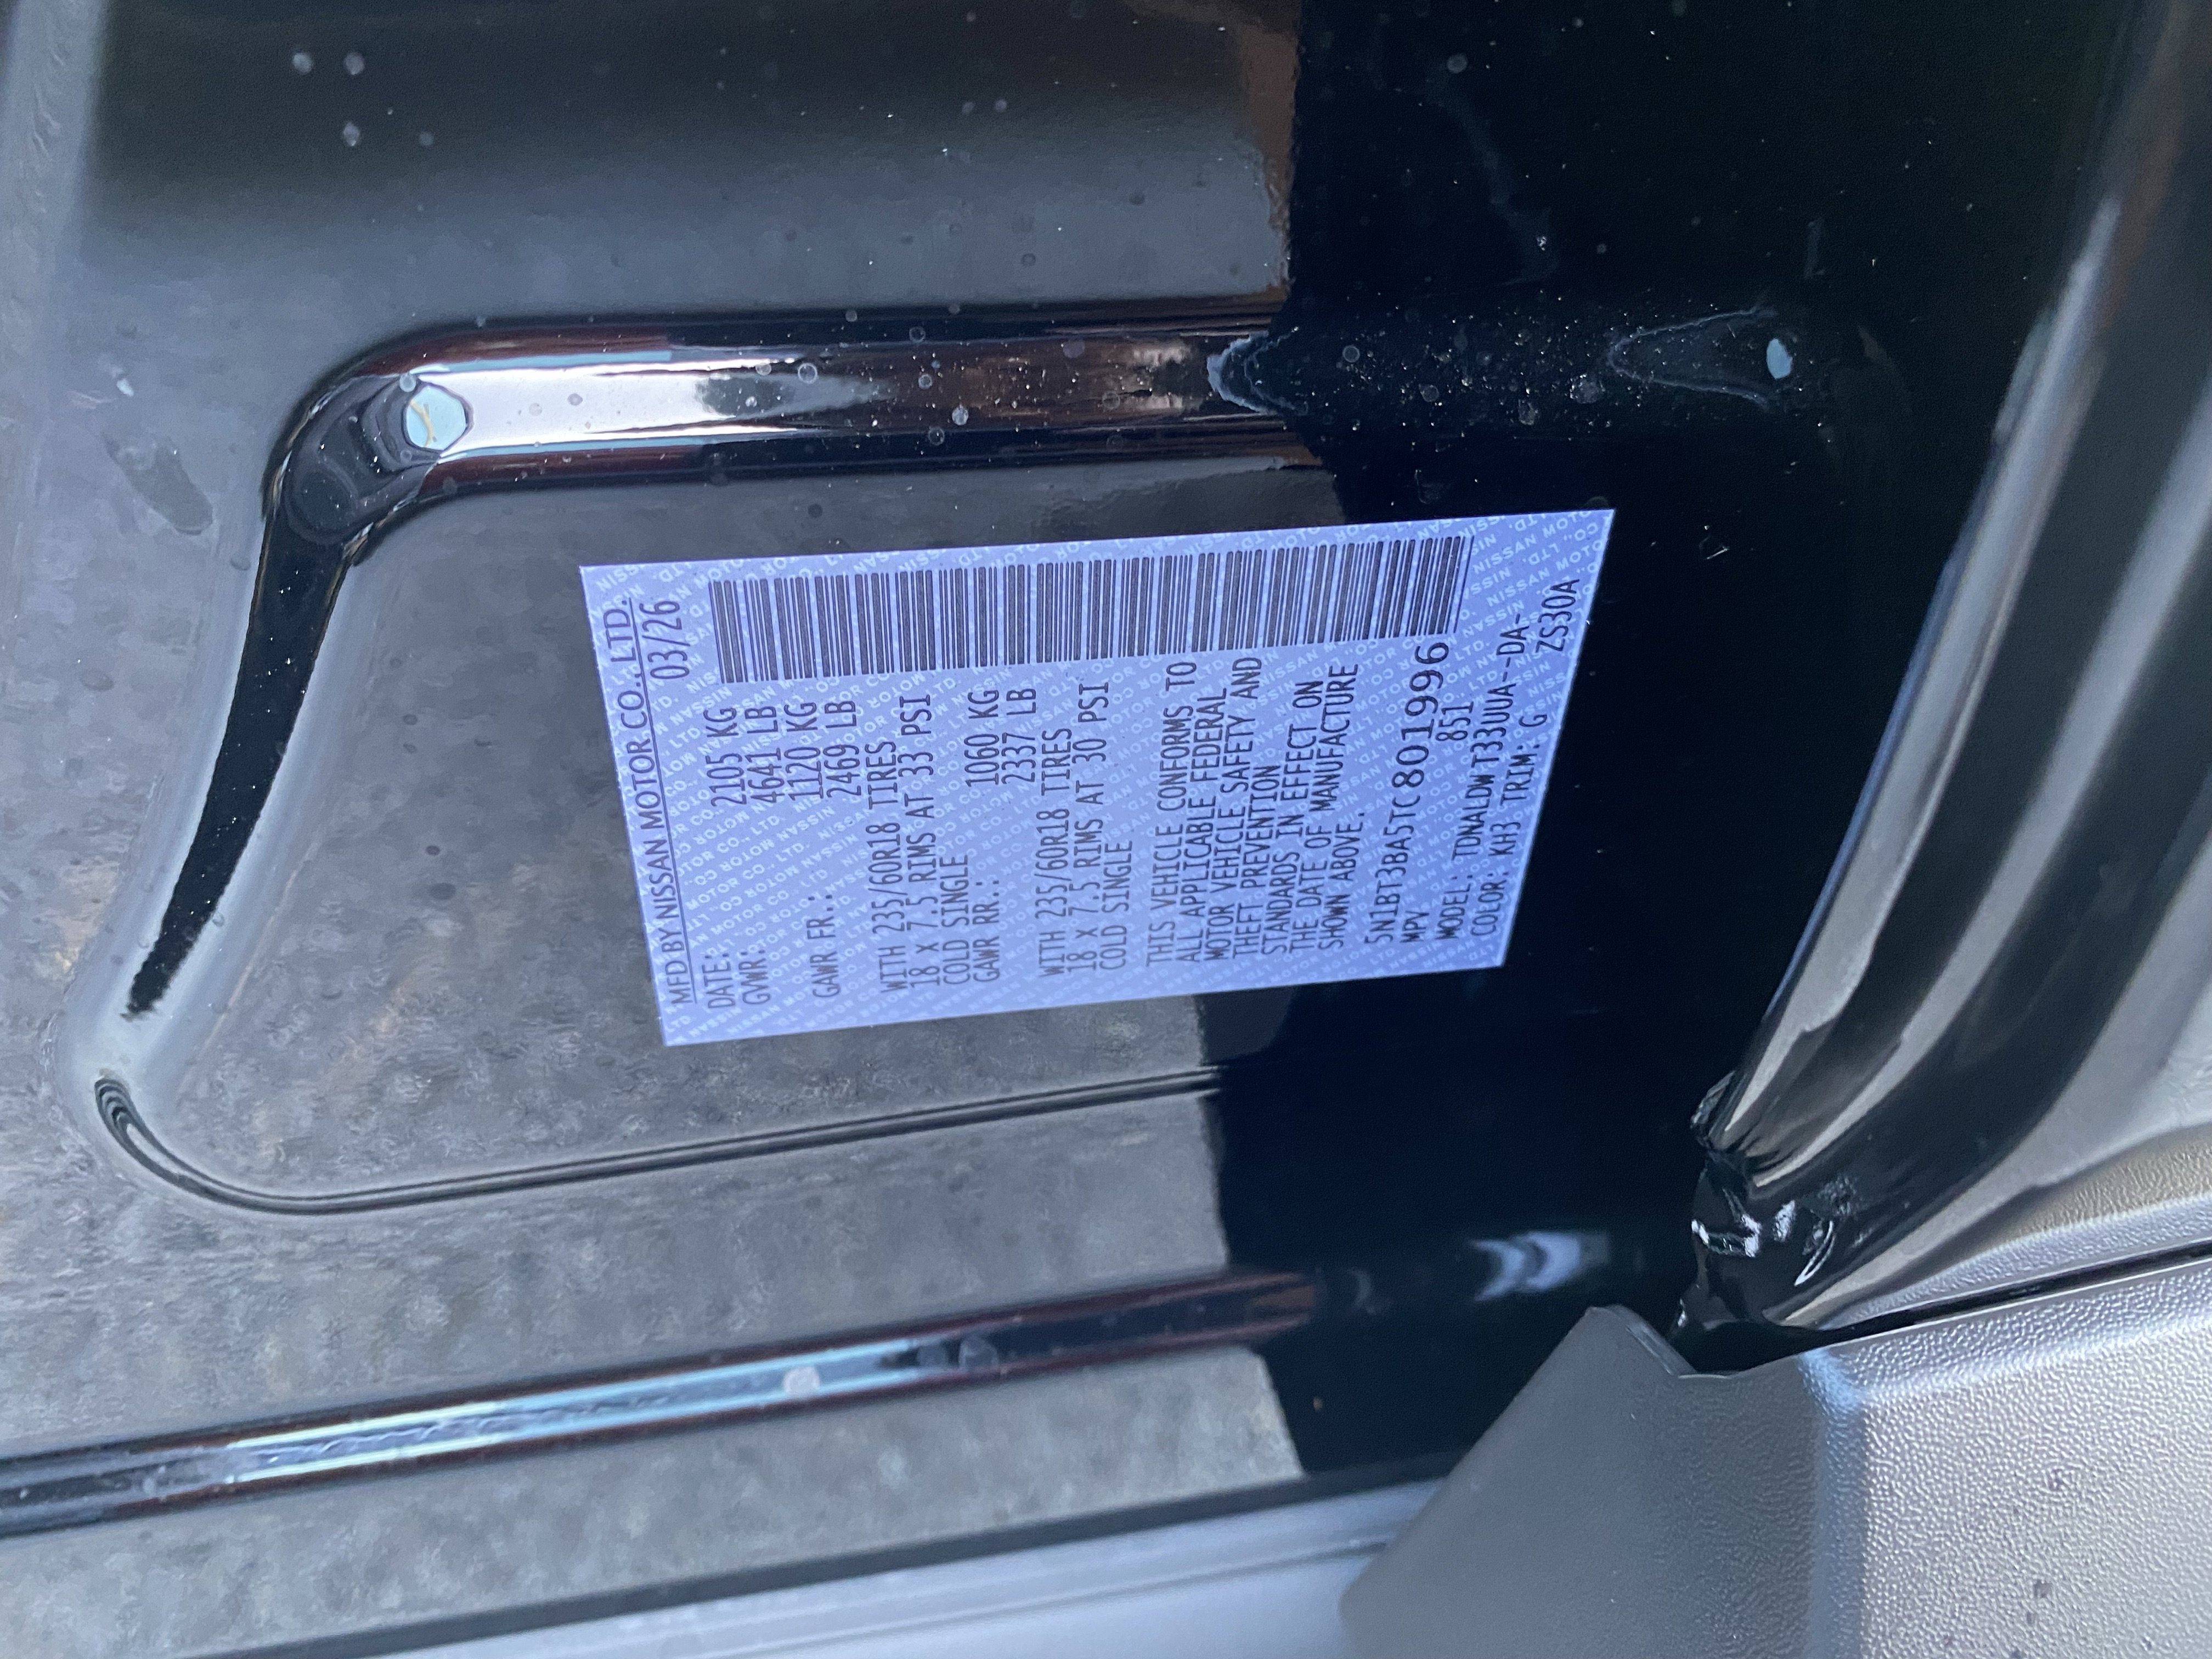 MFD BY NISSAN MOTOR CO., LTD.
DATE: 03/26
GVWR: 2105 KG
4641 LB
GAWR FR.: 1120 KG
2469 LB
WITH 235/60R18 TIRES
18 X 7.5 RIMS AT 33 PSI
COLD SINGLE
GAWR RR.: 1060 KG
2337 LB
WITH 235/60R18 TIRES
18 X 7.5 RIMS AT 30 PSI
COLD SINGLE
THIS VEHICLE CONFORMS TO
ALL APPLICABLE FEDERAL
MOTOR VEHICLE SAFETY AND
THEFT PREVENTION
STANDARDS IN EFFECT ON
THE DATE OF MANUFACTURE
SHOWN ABOVE.
5N1BT3BA5TC801996
MPV 851
MODEL: TDNALDW T33UUA--DA-
COLOR: KH3 TRIM: G ZS30A